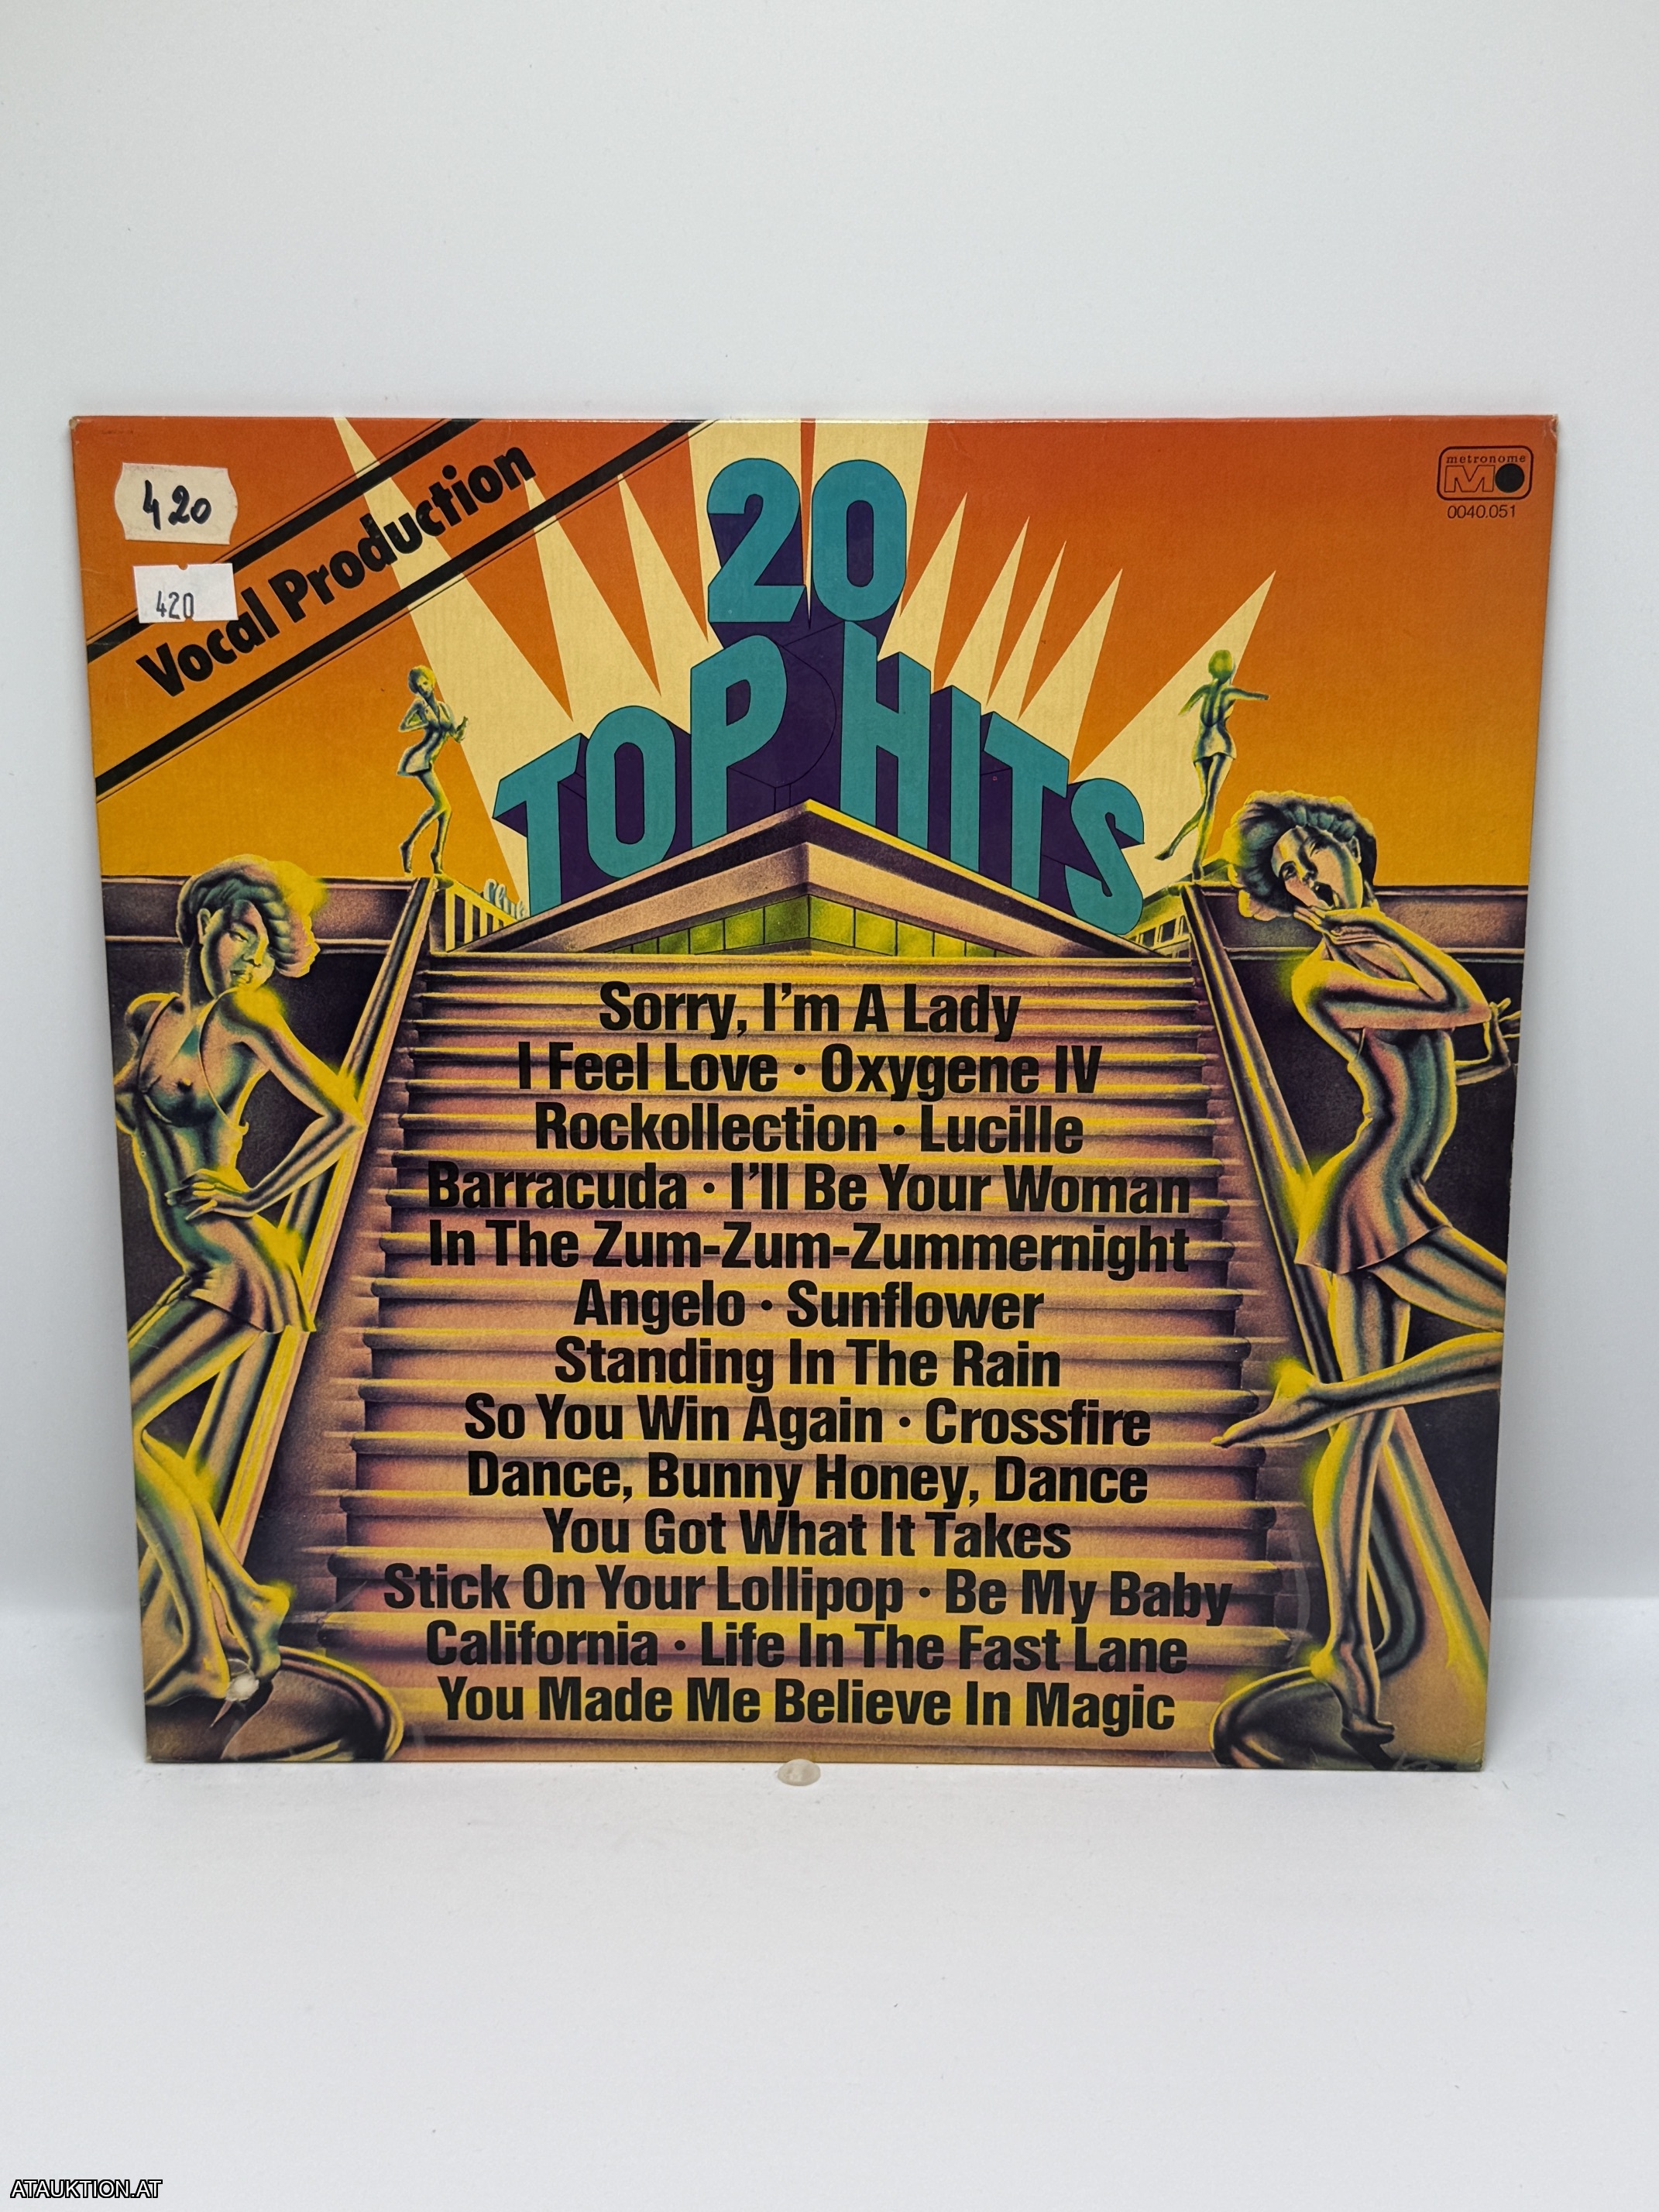 420
420
Vocal Production
metronome
M
0040.051
20
TOP HITS
Sorry, I'm A Lady
I Feel Love · Oxygene IV
Rockollection · Lucille
Barracuda · I'll Be Your Woman
In The Zum-Zum-Zummernight
Angelo · Sunflower
Standing In The Rain
So You Win Again · Crossfire
Dance, Bunny Honey, Dance
You Got What It Takes
Stick On Your Lollipop · Be My Baby
California · Life In The Fast Lane
You Made Me Believe In Magic
ATAUKTION.AT